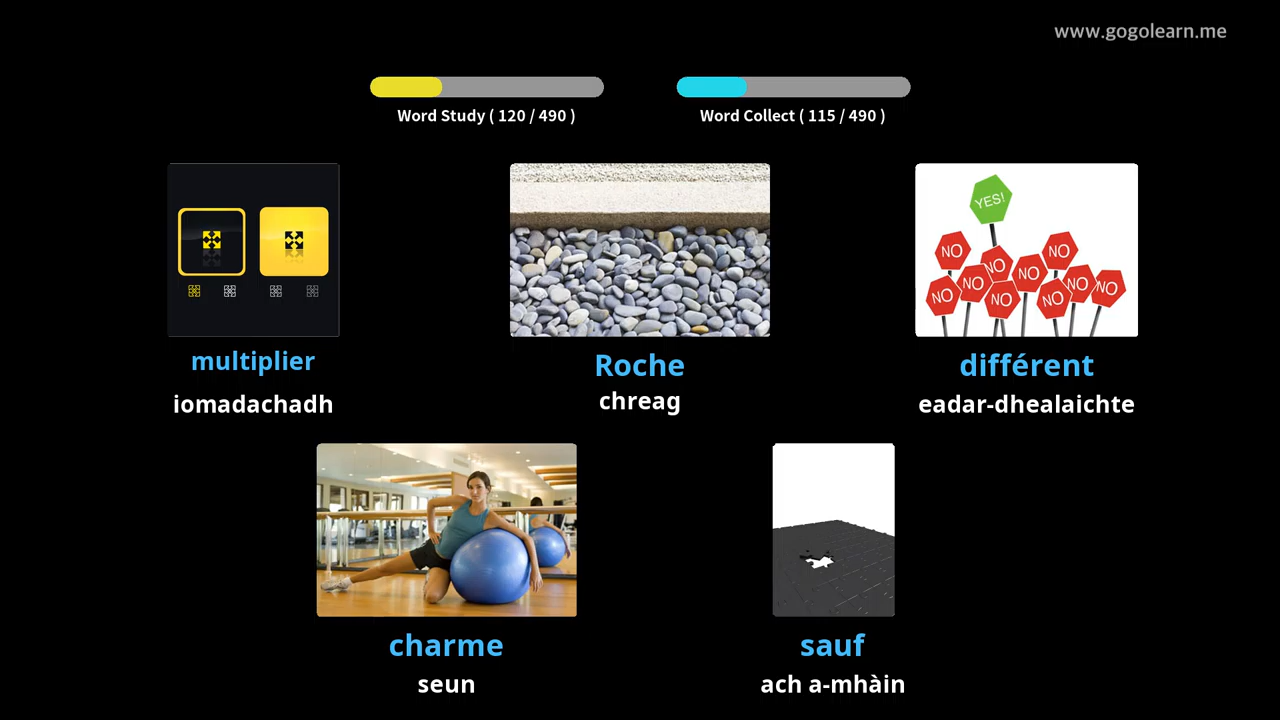 www.gogolearn.me
Word Study ( 120 / 490 )
Word Collect ( 115 / 490 )
YES!
NO
NO
NO
NO
NO
NO
NO
NO
NO
NO
multiplier
iomadachadh
Roche
chreag
différent
eadar-dhealaichte
charme
seun
sauf
ach a-mhàin